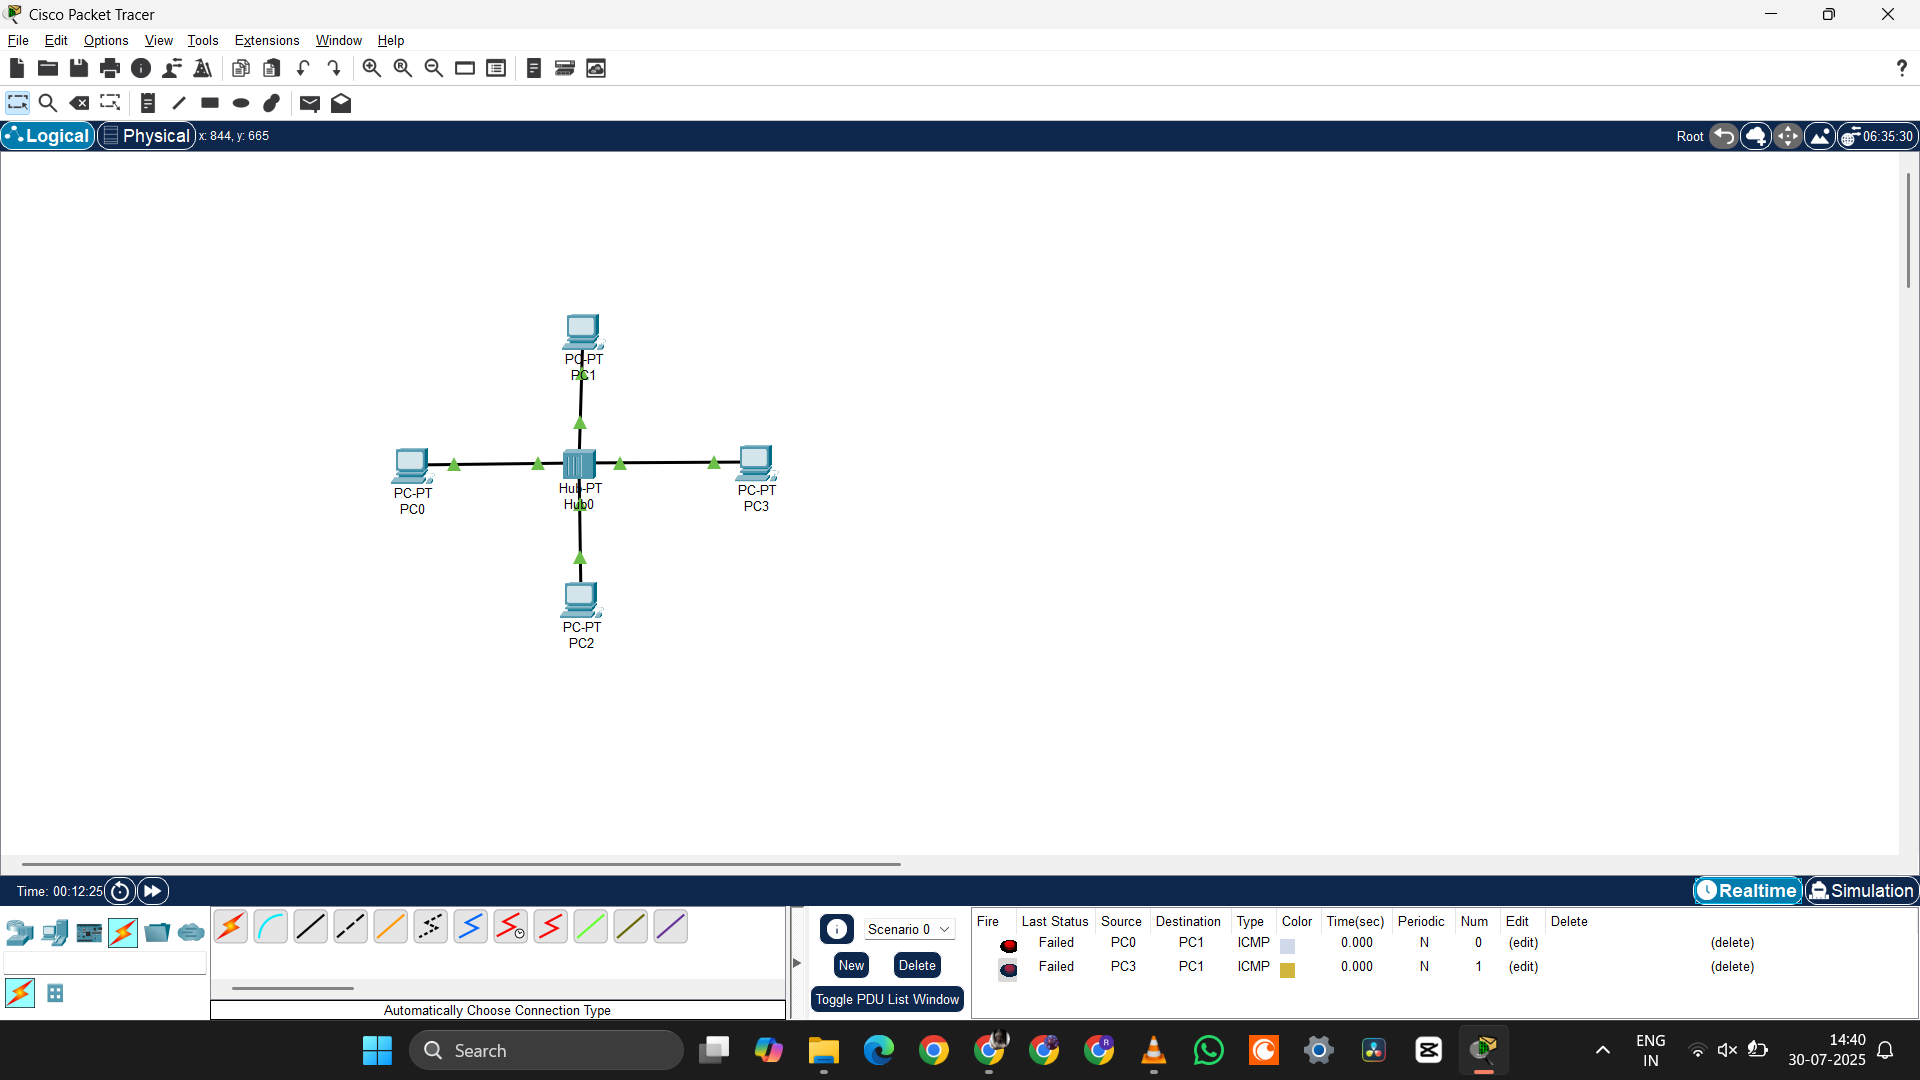 Cisco Packet Tracer
File Edit Options View Tools Extensions Window Help
?
Logical Physical x: 844, y: 665 Root 06:35:30
PC-PT
PC1
PC-PT
PC0
Hub-PT
Hub0
PC-PT
PC3
PC-PT
PC2
Time: 00:12:25 Realtime Simulation
Automatically Choose Connection Type
Scenario 0
New Delete
Toggle PDU List Window
Fire Last Status Source Destination Type Color Time(sec) Periodic Num Edit Delete
Failed PC0 PC1 ICMP 0.000 N 0 (edit) (delete)
Failed PC3 PC1 ICMP 0.000 N 1 (edit) (delete)
Search
ENG
IN
14:40
30-07-2025